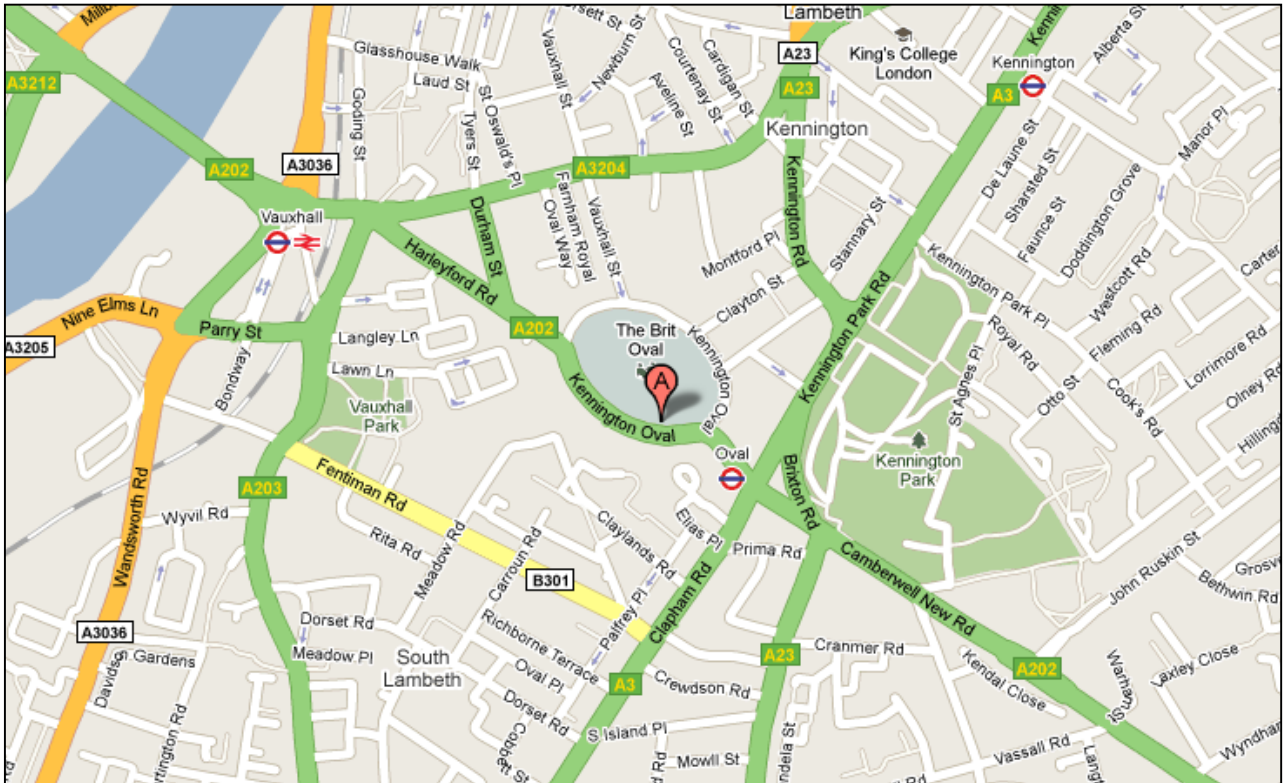 Lambeth
Glasshouse Walk
Laud St
Vauxhall St
Newburn St
Courtenay St
Cardigan St
Aveline St
A23
King's College
London
Kennington
Alberta St
A3212
Goding St
Tyers St
St Oswald's Pl
A23
A3
Kennington
Manor Pl
De Laune St
Sharsted St
Faunce St
Doddington Grove
A202
A3036
A3204
Vauxhall
Durham St
Farnham Royal
Oval Way
Vauxhall St
Kennington Rd
Stannary St
Montford Pl
Harleyford Rd
Clayton St
Kennington Park Rd
Kennington Park Pl
Westcott Rd
Fleming Rd
Carter
Nine Elms Ln
A3205
Parry St
Langley Ln
Lawn Ln
A202
The Brit
Oval
A
Kennington Oval
Kennington Oval
Royal Rd
St Agnes Pl
Otto St
Cook's Rd
Lorrimore Rd
Olney Rd
Bondway
Vauxhall
Park
Oval
Brixton Rd
Kennington
Park
Wandsworth Rd
A203
Fentiman Rd
Wyvil Rd
Rita Rd
Meadow Rd
Carroun Rd
Claylands Rd
Elias Pl
Prima Rd
Camberwell New Rd
John Ruskin St
Bethwin Rd
B301
Palfrey Pl
Clapham Rd
A3036
Dorset Rd
Meadow Pl
South
Lambeth
Richborne Terrace
Oval Pl
Dorset Rd
A3
A23
Crewdson Rd
Cranmer Rd
Kendal Close
A202
Warham St
S Island Pl
Mowll St
Vassall Rd